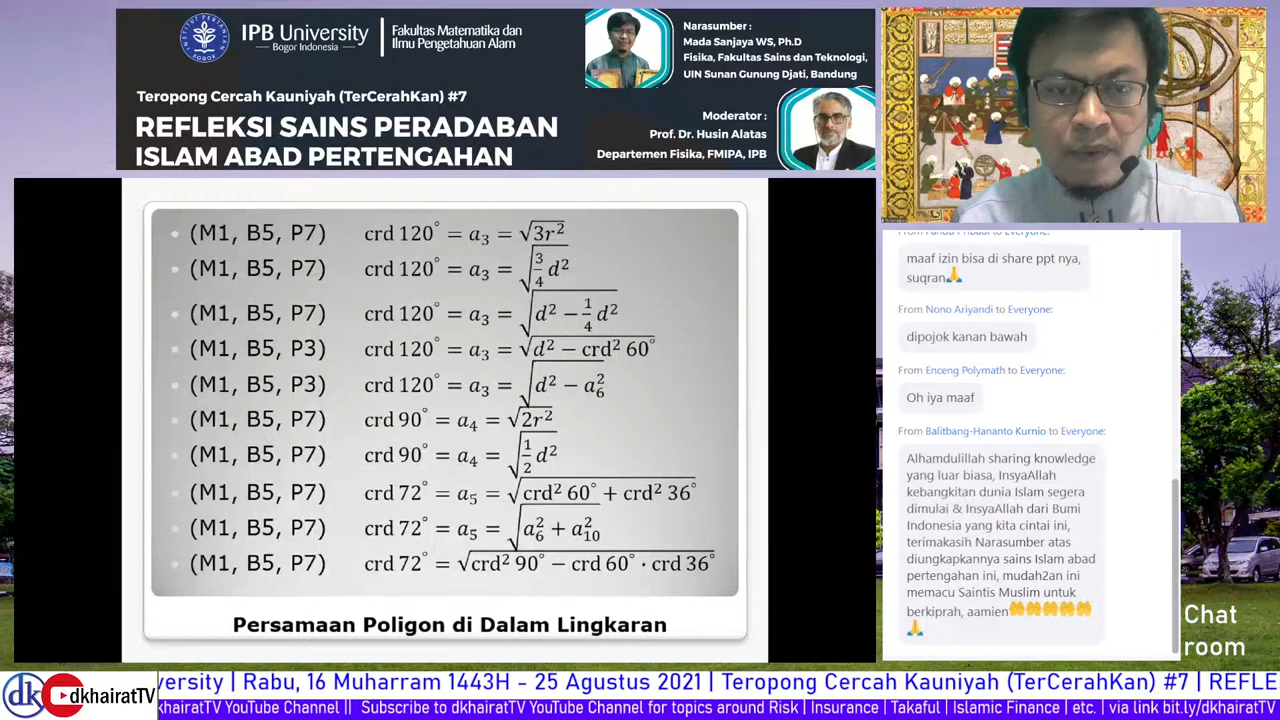 IPB University
Bogor Indonesia
Fakultas Matematika dan
Ilmu Pengetahuan Alam
Teropong Cercah Kauniyah (TerCerahKan) #7
REFLEKSI SAINS PERADABAN
ISLAM ABAD PERTENGAHAN
Narasumber :
Mada Sanjaya WS, Ph.D
Fisika, Fakultas Sains dan Teknologi,
UIN Sunan Gunung Djati, Bandung
Moderator :
Prof. Dr. Husin Alatas
Departemen Fisika, FMIPA, IPB
• (M1, B5, P7) crd 120° = a₃ = √(3r²)
• (M1, B5, P7) crd 120° = a₃ = √(3/4 d²)
• (M1, B5, P7) crd 120° = a₃ = √(d² − 1/4 d²)
• (M1, B5, P3) crd 120° = a₃ = √(d² − crd² 60°)
• (M1, B5, P3) crd 120° = a₃ = √(d² − a₆²)
• (M1, B5, P7) crd 90° = a₄ = √(2r²)
• (M1, B5, P7) crd 90° = a₄ = √(1/2 d²)
• (M1, B5, P7) crd 72° = a₅ = √(crd² 60° + crd² 36°)
• (M1, B5, P7) crd 72° = a₅ = √(a₆² + a₁₀²)
• (M1, B5, P7) crd 72° = √(crd² 90° − crd 60° · crd 36°)
Persamaan Poligon di Dalam Lingkaran
to Everyone:
maaf izin bisa di share ppt nya,
suqran🙏
From Nono Ariyandi to Everyone:
dipojok kanan bawah
From Enceng Polymath to Everyone:
Oh iya maaf
From Balitbang-Hananto Kurnio to Everyone:
Alhamdulillah sharing knowledge
yang luar biasa, InsyaAllah
kebangkitan dunia Islam segera
dimulai & InsyaAllah dari Bumi
Indonesia yang kita cintai ini,
terimakasih Narasumber atas
diungkapkannya sains Islam abad
pertengahan ini, mudah2an ini
memacu Saintis Muslim untuk
berkiprah, aamien🤲🤲🤲🤲🤲
🙏
Chat
room
dk dkhairatTV
versity | Rabu, 16 Muharram 1443H - 25 Agustus 2021 | Teropong Cercah Kauniyah (TerCerahKan) #7 | REFLE
khairatTV YouTube Channel || Subscribe to dkhairatTV YouTube Channel for topics around Risk | Insurance | Takaful | Islamic Finance | etc. | via link bit.ly/dkhairatTV